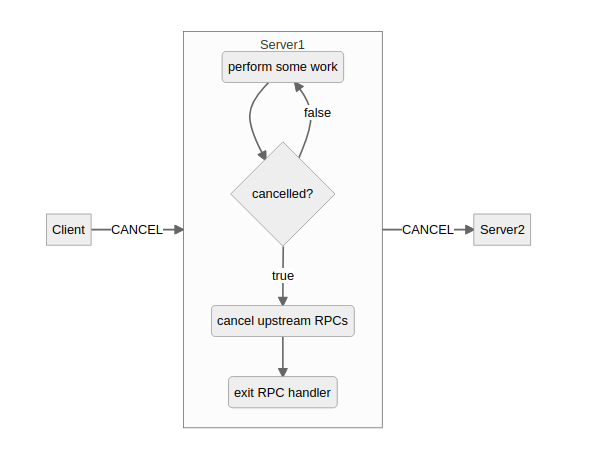 Server1
perform some work
false
cancelled?
Client
CANCEL
CANCEL
Server2
true
cancel upstream RPCs
exit RPC handler